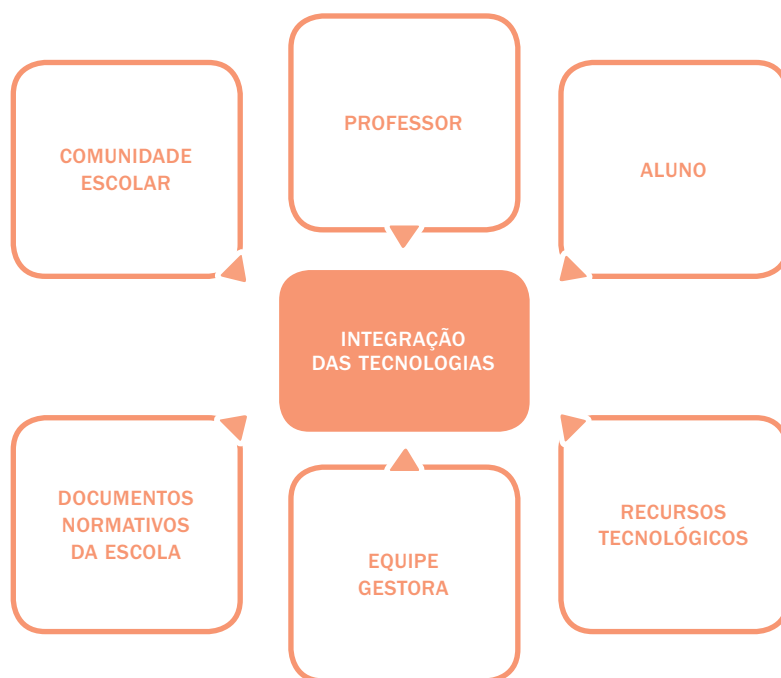 PROFESSOR
COMUNIDADE
ESCOLAR
ALUNO
INTEGRAÇÃO
DAS TECNOLOGIAS
DOCUMENTOS
NORMATIVOS
DA ESCOLA
EQUIPE
GESTORA
RECURSOS
TECNOLÓGICOS